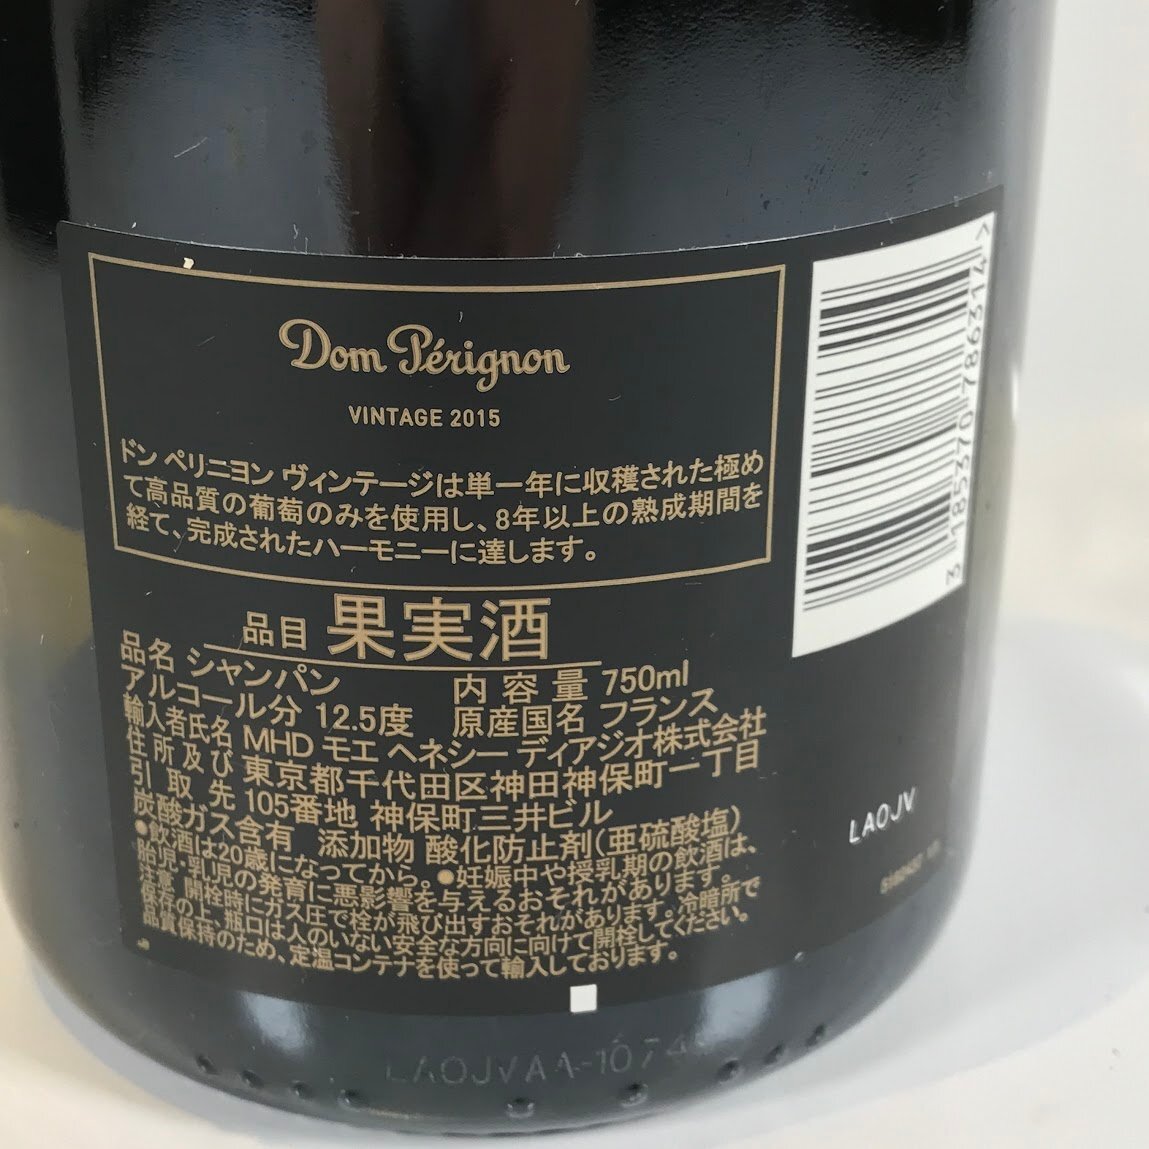 Dom Pérignon
VINTAGE 2015
ドン ペリニヨン ヴィンテージは単一年に収穫された極め
て高品質の葡萄のみを使用し、8年以上の熟成期間を
経て、完成されたハーモニーに達します。
品目 果実酒
品名 シャンパン 内容量 750ml
アルコール分 12.5度 原産国名 フランス
輸入者氏名 MHD モエ ヘネシー ディアジオ株式会社
住所及び 東京都千代田区神田神保町一丁目
引取先 105番地 神保町三井ビル
炭酸ガス含有 添加物 酸化防止剤(亜硫酸塩)
●飲酒は20歳になってから。●妊娠中や授乳期の飲酒は、
胎児・乳児の発育に悪影響を与えるおそれがあります。
注意 開栓時にガス圧で栓が飛び出すおそれがあります。冷暗所で
保存の上、瓶口は人のいない安全な方向に向けて開栓してください。
品質保持のため、定温コンテナを使って輸入しております。
3 185370 786314 >
LAOJV
LAOJVAA-1074